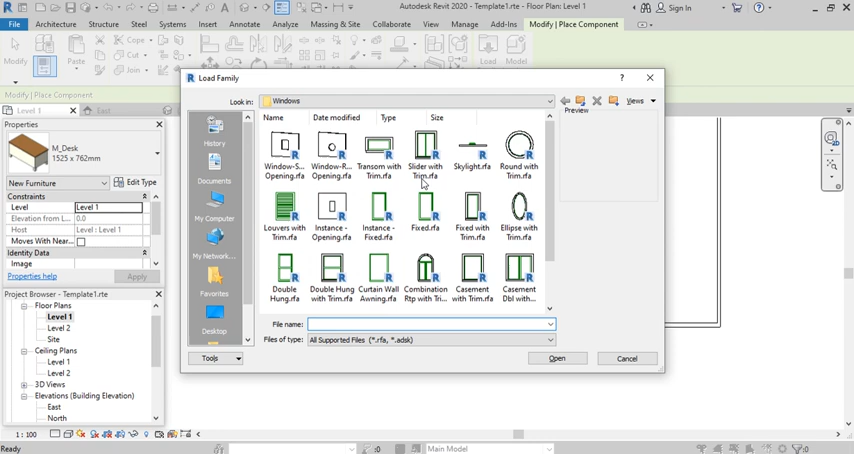 Autodesk Revit 2020 - Template1.rte - Floor Plan: Level 1
Sign In
File Architecture Structure Steel Systems Insert Annotate Analyze Massing & Site Collaborate View Manage Add-Ins Modify | Place Component
Modify Paste Cope Cut Join Load Model
Modify | Place Component
Level 1 East
Properties
M_Desk
1525 x 762mm
New Furniture Edit Type
Constraints
Level Level 1
Elevation from L... 0.0
Host Level : Level 1
Moves With Near...
Identity Data
Image
Properties help Apply
Project Browser - Template1.rte
Floor Plans
Level 1
Level 2
Site
Ceiling Plans
Level 1
Level 2
3D Views
Elevations (Building Elevation)
East
North
Load Family
Look in: Windows Views
Preview
Name Date modified Type Size
History
Documents
My Computer
My Network...
Favorites
Desktop
Window-S... Opening.rfa
Window-R... Opening.rfa
Transom with Trim.rfa
Slider with Trim.rfa
Skylight.rfa
Round with Trim.rfa
Louvers with Trim.rfa
Instance - Opening.rfa
Instance - Fixed.rfa
Fixed.rfa
Fixed with Trim.rfa
Ellipse with Trim.rfa
Double Hung.rfa
Double Hung with Trim.rfa
Curtain Wall Awning.rfa
Combination Rtp with Tri...
Casement with Trim.rfa
Casement Dbl with...
File name:
Files of type: All Supported Files (*.rfa, *.adsk)
Tools Open Cancel
1 : 100
Ready :0 Main Model :0